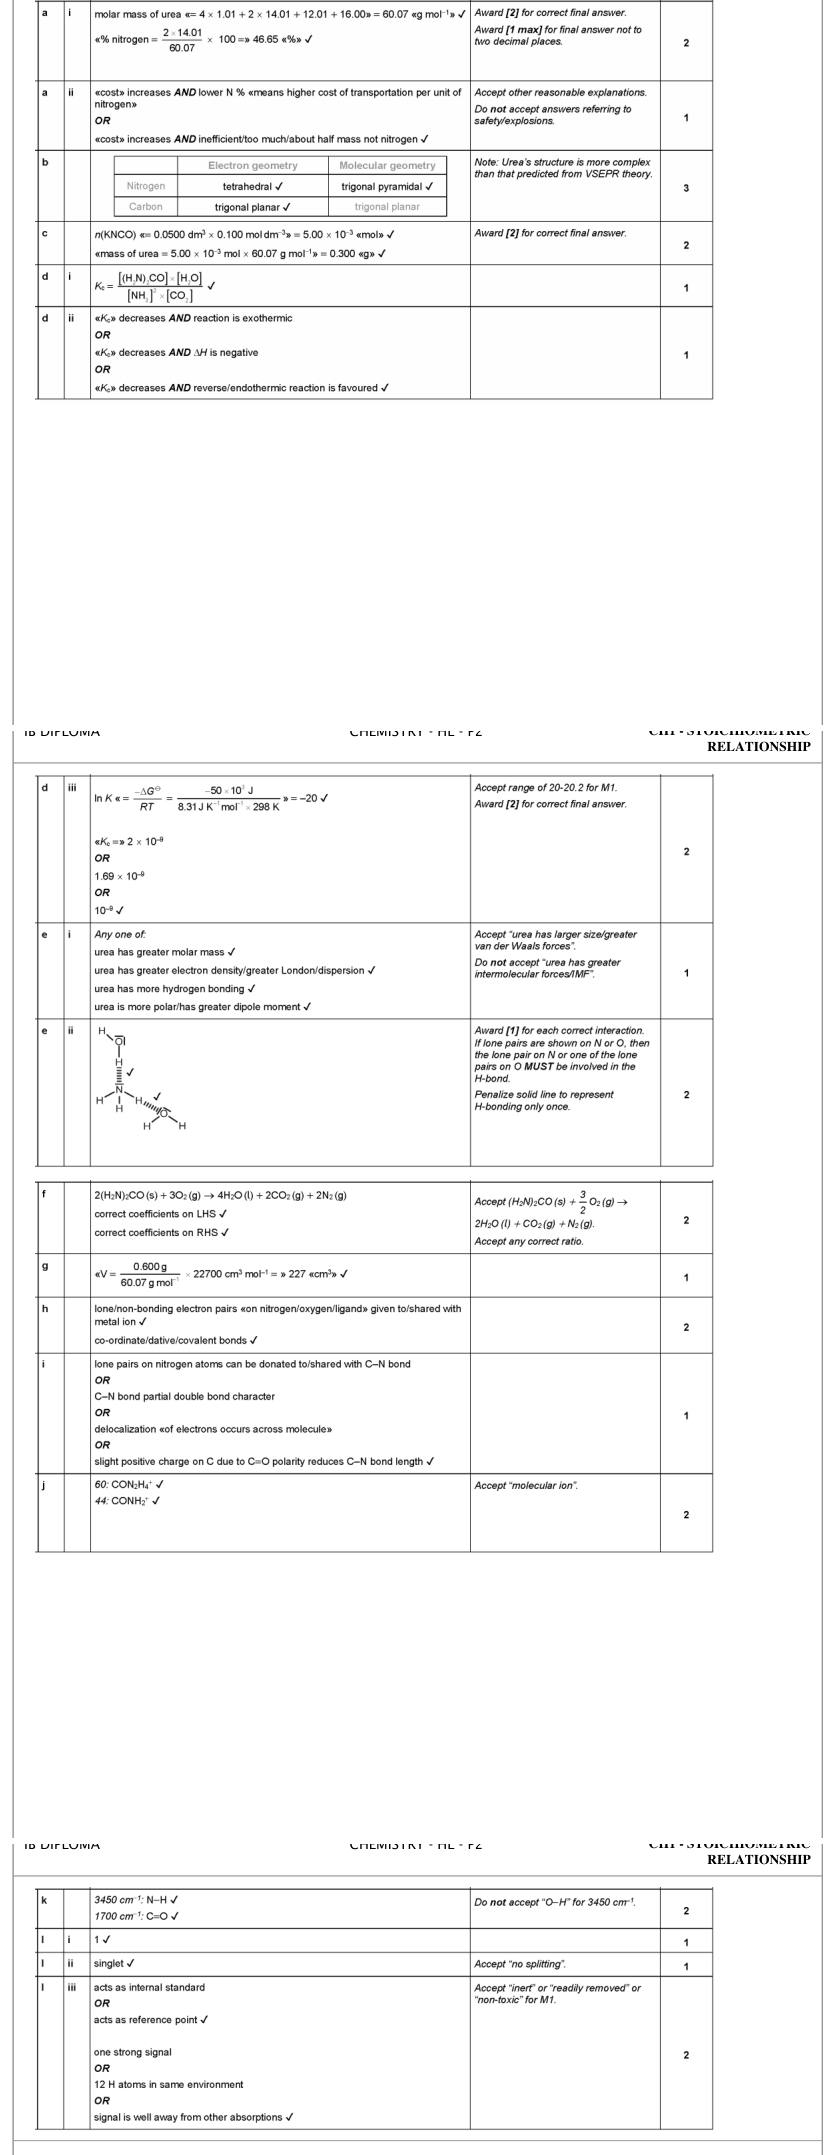 a i molar mass of urea «= 4 × 1.01 + 2 × 14.01 + 12.01 + 16.00» = 60.07 «g mol⁻¹» ✓ Award [2] for correct final answer.
«% nitrogen = 2 × 14.01 / 60.07 × 100 =» 46.65 «%» ✓ Award [1 max] for final answer not to two decimal places. 2
a ii «cost» increases AND lower N % «means higher cost of transportation per unit of Accept other reasonable explanations.
nitrogen» Do not accept answers referring to
OR safety/explosions. 1
«cost» increases AND inefficient/too much/about half mass not nitrogen ✓
b Electron geometry Molecular geometry Note: Urea's structure is more complex
Nitrogen tetrahedral ✓ trigonal pyramidal ✓ than that predicted from VSEPR theory. 3
Carbon trigonal planar ✓ trigonal planar
c n(KNCO) «= 0.0500 dm³ × 0.100 mol dm⁻³» = 5.00 × 10⁻³ «mol» ✓ Award [2] for correct final answer.
«mass of urea = 5.00 × 10⁻³ mol × 60.07 g mol⁻¹» = 0.300 «g» ✓ 2
d i Kc = [(H₂N)₂CO] × [H₂O] / [NH₃]² × [CO₂] ✓ 1
d ii «Kc» decreases AND reaction is exothermic
OR
«Kc» decreases AND ΔH is negative 1
OR
«Kc» decreases AND reverse/endothermic reaction is favoured ✓
IB DIPLOMA CHEMISTRY - HL - P2 CH1 - STOICHIOMETRIC
RELATIONSHIP
d iii ln K « = −ΔG⊖ / RT = −50 × 10³ J / 8.31 J K⁻¹ mol⁻¹ × 298 K » = −20 ✓ Accept range of 20-20.2 for M1.
Award [2] for correct final answer.
«Kc =» 2 × 10⁻⁹
OR 2
1.69 × 10⁻⁹
OR
10⁻⁹ ✓
e i Any one of: Accept "urea has larger size/greater
urea has greater molar mass ✓ van der Waals forces".
urea has greater electron density/greater London/dispersion ✓ Do not accept "urea has greater
urea has more hydrogen bonding ✓ intermolecular forces/IMF". 1
urea is more polar/has greater dipole moment ✓
e ii Award [1] for each correct interaction.
If lone pairs are shown on N or O, then
the lone pair on N or one of the lone
pairs on O MUST be involved in the
H-bond.
Penalize solid line to represent
H-bonding only once. 2
H
O
H
✓
N ✓
H H H
O
H H
f 2(H₂N)₂CO (s) + 3O₂ (g) → 4H₂O (l) + 2CO₂ (g) + 2N₂ (g) Accept (H₂N)₂CO (s) + 3/2 O₂ (g) →
correct coefficients on LHS ✓ 2H₂O (l) + CO₂ (g) + N₂ (g).
correct coefficients on RHS ✓ Accept any correct ratio. 2
g «V = 0.600 g / 60.07 g mol⁻¹ × 22700 cm³ mol⁻¹ = » 227 «cm³» ✓ 1
h lone/non-bonding electron pairs «on nitrogen/oxygen/ligand» given to/shared with
metal ion ✓ 2
co-ordinate/dative/covalent bonds ✓
i lone pairs on nitrogen atoms can be donated to/shared with C–N bond
OR
C–N bond partial double bond character
OR 1
delocalization «of electrons occurs across molecule»
OR
slight positive charge on C due to C=O polarity reduces C–N bond length ✓
j 60: CON₂H₄⁺ ✓ Accept "molecular ion".
44: CONH₂⁺ ✓ 2
IB DIPLOMA CHEMISTRY - HL - P2 CH1 - STOICHIOMETRIC
RELATIONSHIP
k 3450 cm⁻¹: N–H ✓ Do not accept "O–H" for 3450 cm⁻¹.
1700 cm⁻¹: C=O ✓ 2
l i 1 ✓ 1
l ii singlet ✓ Accept "no splitting". 1
l iii acts as internal standard Accept "inert" or "readily removed" or
OR "non-toxic" for M1.
acts as reference point ✓
one strong signal 2
OR
12 H atoms in same environment
OR
signal is well away from other absorptions ✓